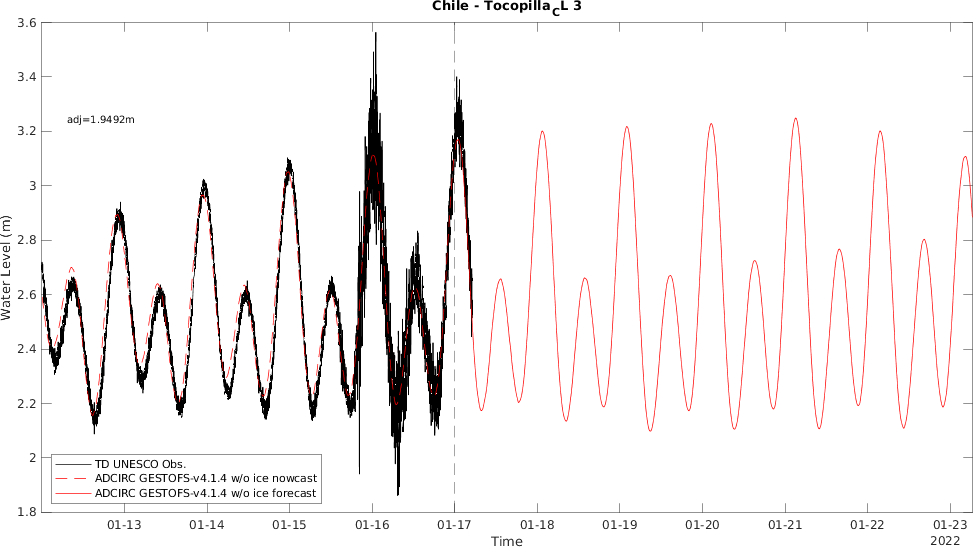 Chile - Tocopilla_CL 3
3.6
3.4
3.2
3
2.8
2.6
2.4
2.2
2
1.8
Water Level (m)
adj=1.9492m
TD UNESCO Obs.
ADCIRC GESTOFS-v4.1.4 w/o ice nowcast
ADCIRC GESTOFS-v4.1.4 w/o ice forecast
01-13 01-14 01-15 01-16 01-17 01-18 01-19 01-20 01-21 01-22 01-23
Time
2022